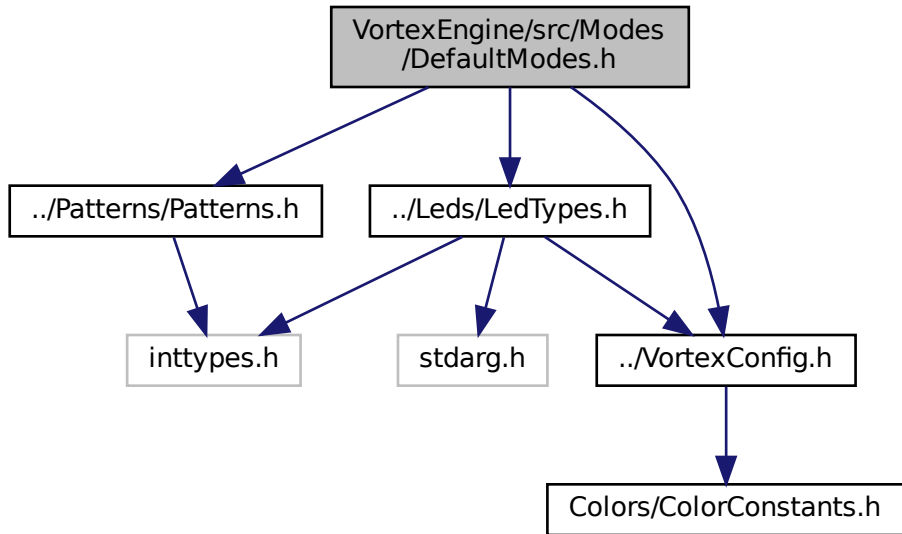 VortexEngine/src/Modes
/DefaultModes.h
../Patterns/Patterns.h
../Leds/LedTypes.h
inttypes.h
stdarg.h
../VortexConfig.h
Colors/ColorConstants.h